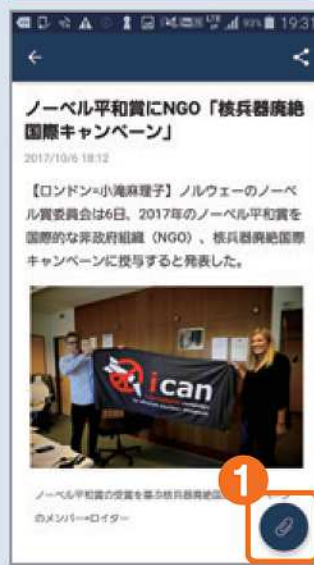 93% 19:31
ノーベル平和賞にNGO「核兵器廃絶
国際キャンペーン」
2017/10/6 18:12
【ロンドン=小滝麻理子】ノルウェーのノーベ
ル賞委員会は6日、2017年のノーベル平和賞を
国際的な非政府組織(NGO)、核兵器廃絶国際
キャンペーンに授与すると発表した。
ican
1
ノーベル平和賞の受賞を喜ぶ核兵器廃絶国
のメンバー=ロイター